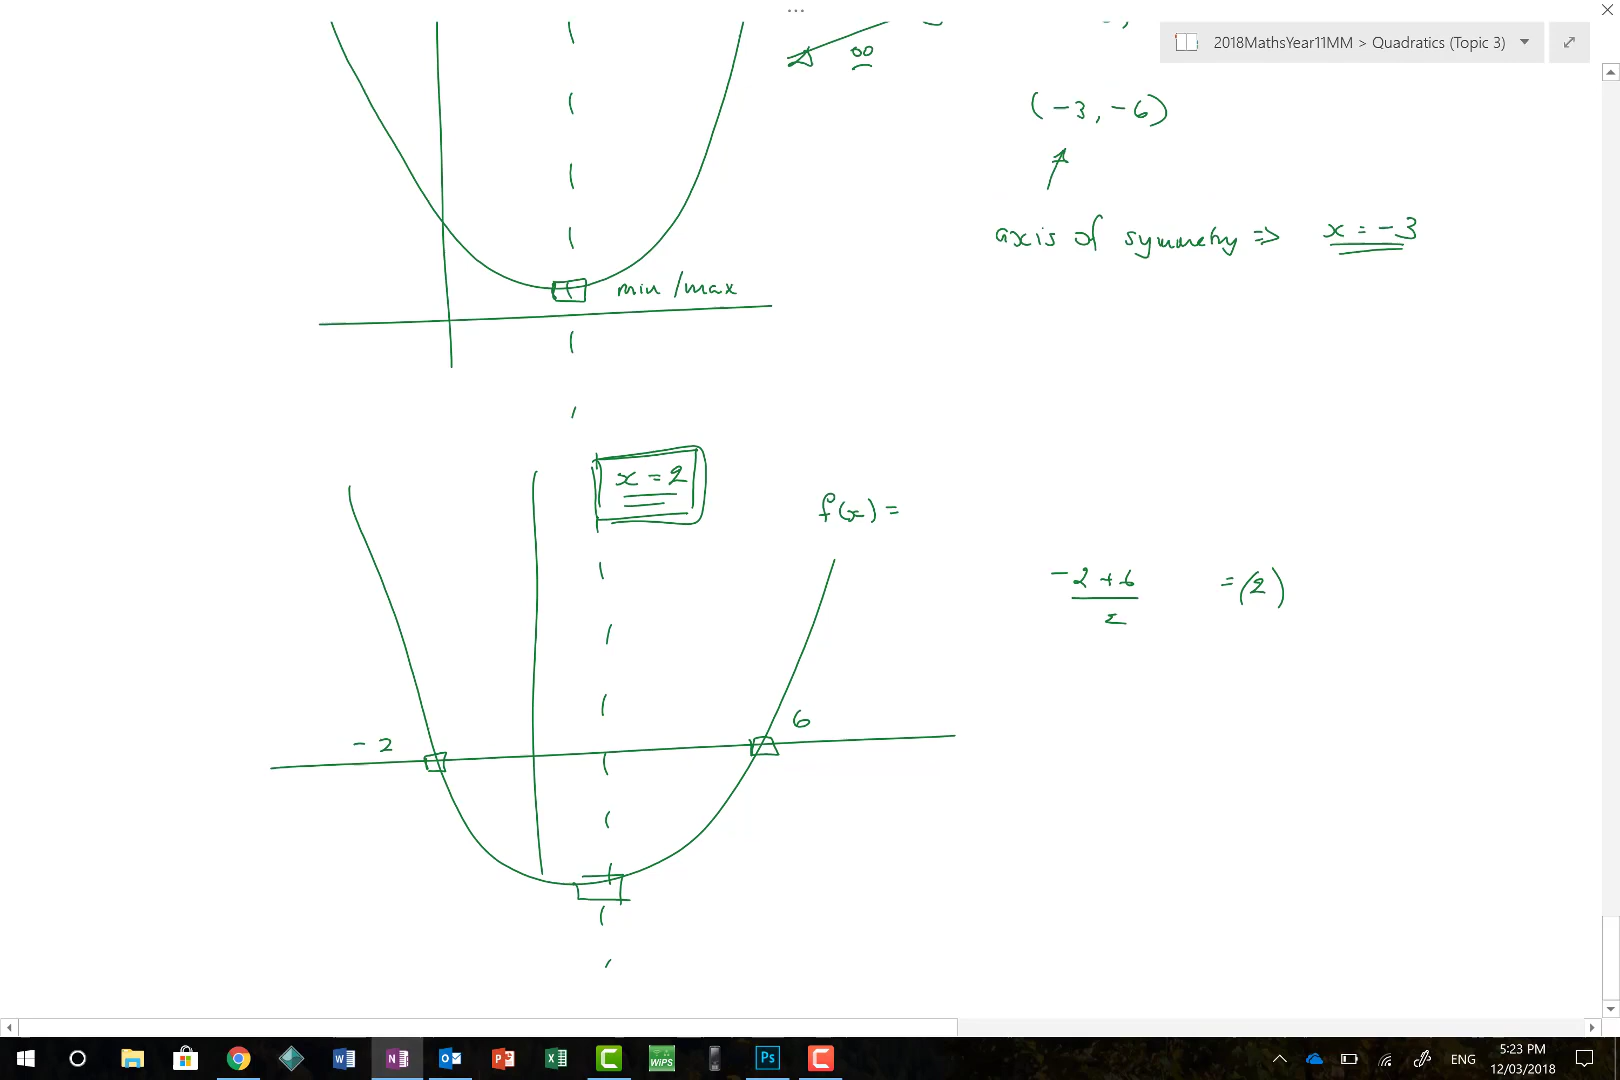 2018MathsYear11MM > Quadratics (Topic 3)
∞
(-3, -6)
axis of symmetry => x = -3
min/max
x = 2
f(x) =
-2+6
2
=(2)
-2
6
ENG
5:23 PM
12/03/2018